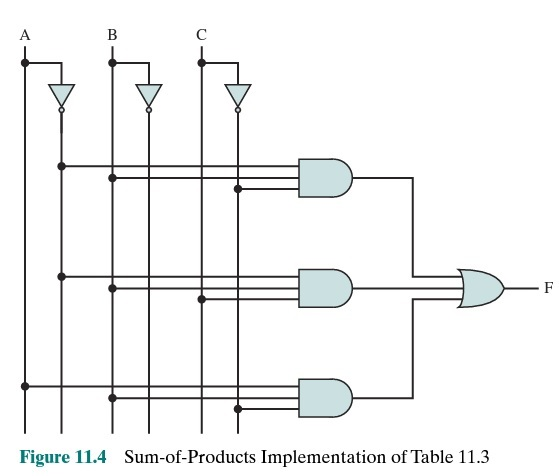 A B C
F
Figure 11.4 Sum-of-Products Implementation of Table 11.3